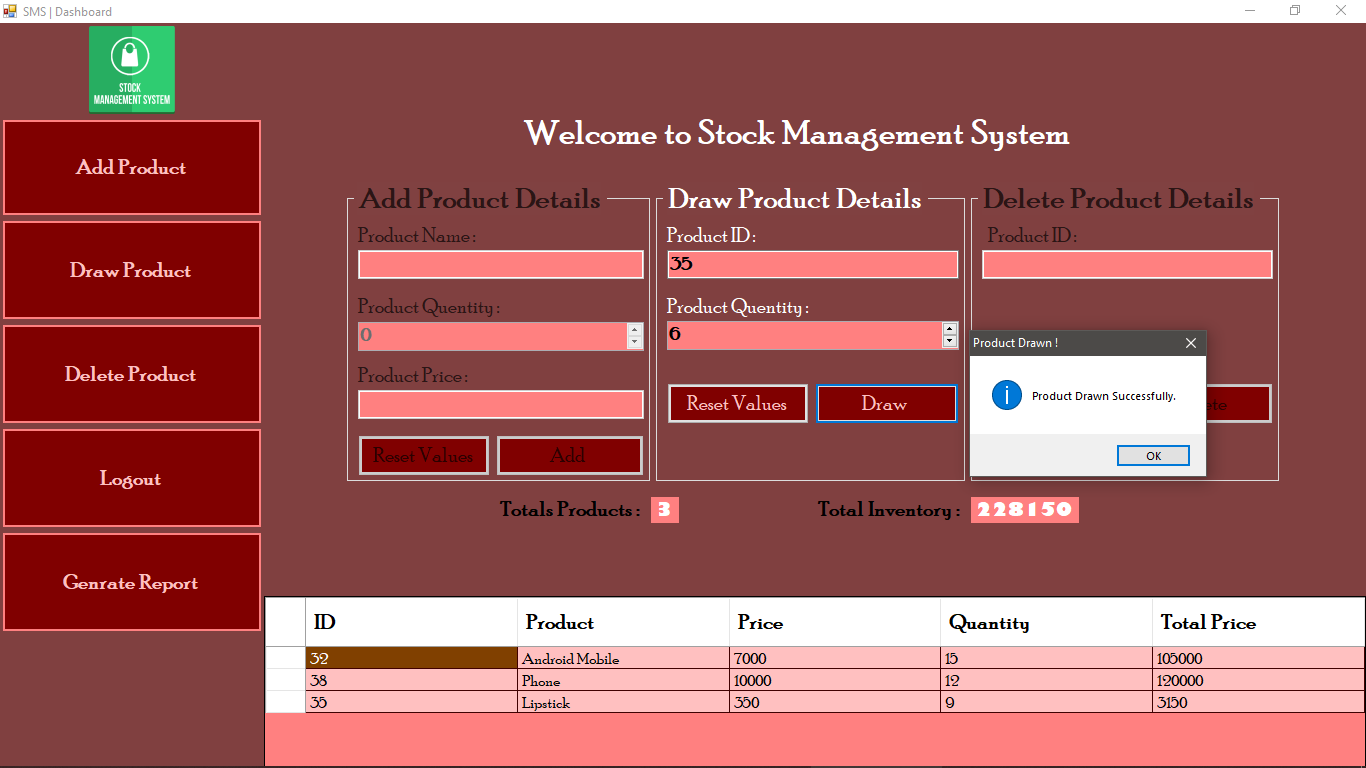 SMS | Dashboard
STOCK
MANAGEMENT SYSTEM
Add Product
Draw Product
Delete Product
Logout
Genrate Report
Welcome to Stock Management System
Add Product Details
Product Name :
Product Quentity :
0
Product Price :
Reset Values
Add
Draw Product Details
Product ID :
35
Product Quentity :
6
Reset Values
Draw
Delete Product Details
Product ID :
Product Drawn !
Product Drawn Successfully.
OK
Totals Products : 3
Total Inventory : 228150
ID Product Price Quantity Total Price
32 Android Mobile 7000 15 105000
38 Phone 10000 12 120000
35 Lipstick 350 9 3150